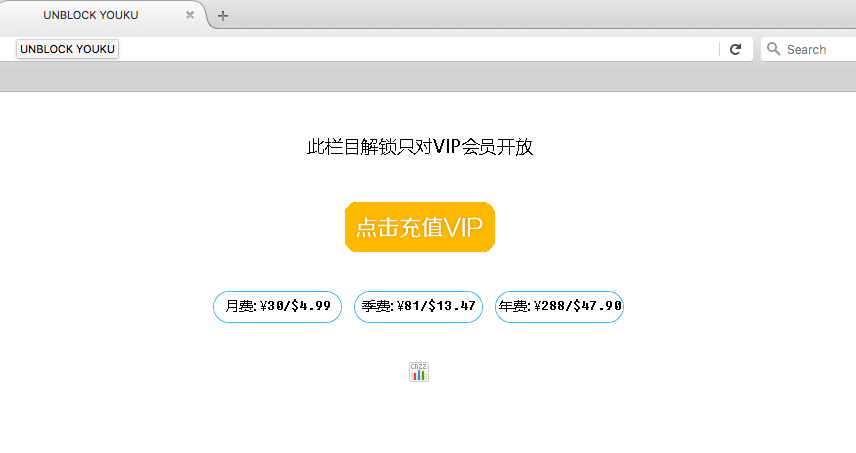 UNBLOCK YOUKU
UNBLOCK YOUKU
Search
此栏目解锁只对VIP会员开放
点击充值VIP
月费: ¥30/$4.99
季费: ¥81/$13.47
年费: ¥288/$47.90
CNZZ